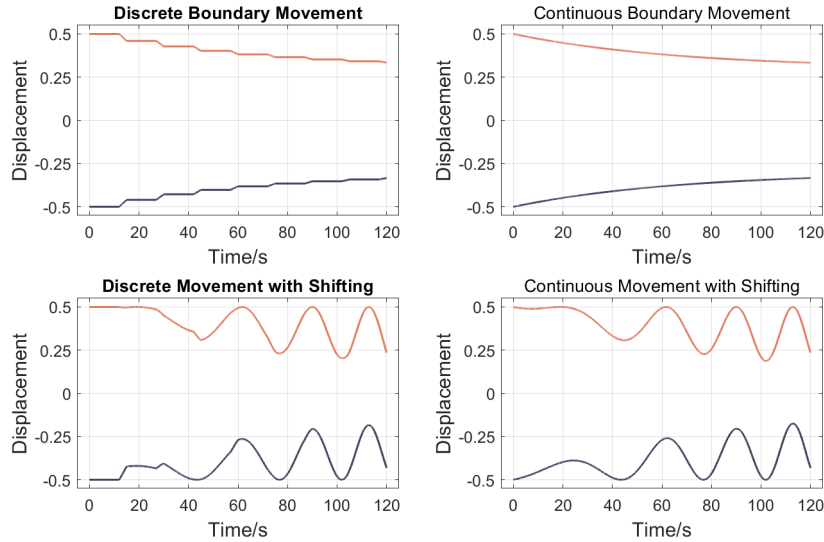 Discrete Boundary Movement
Continuous Boundary Movement
0.5
0.25
0
-0.25
-0.5
Displacement
0 20 40 60 80 100 120
Time/s
0.5
0.25
0
-0.25
-0.5
Displacement
0 20 40 60 80 100 120
Time/s
Discrete Movement with Shifting
Continuous Movement with Shifting
0.5
0.25
0
-0.25
-0.5
Displacement
0 20 40 60 80 100 120
Time/s
0.5
0.25
0
-0.25
-0.5
Displacement
0 20 40 60 80 100 120
Time/s